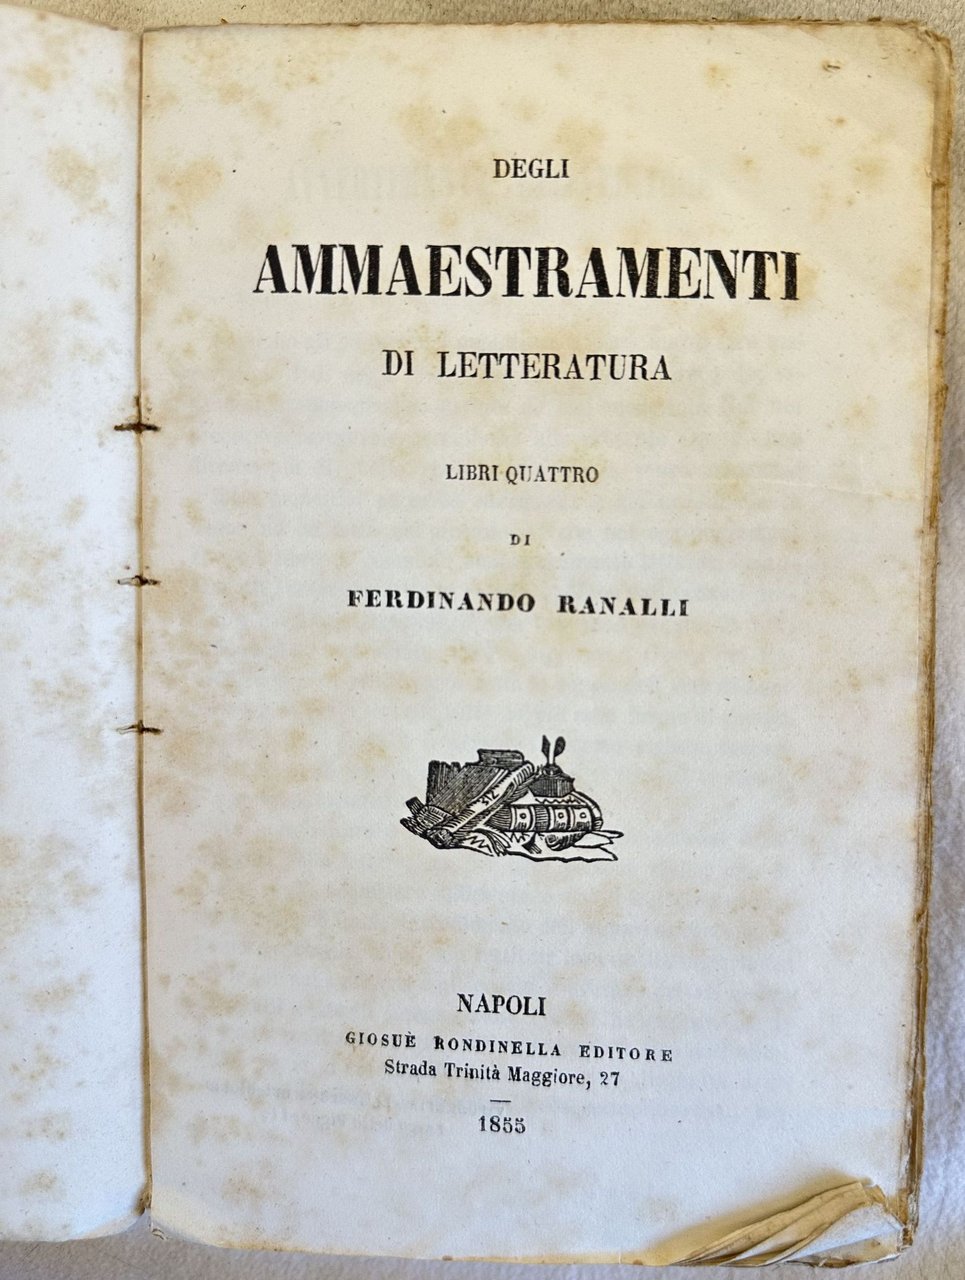 DEGLI
AMMAESTRAMENTI
DI LETTERATURA
LIBRI QUATTRO
DI
FERDINANDO RANALLI
NAPOLI
GIOSUÈ RONDINELLA EDITORE
Strada Trinità Maggiore, 27
1855